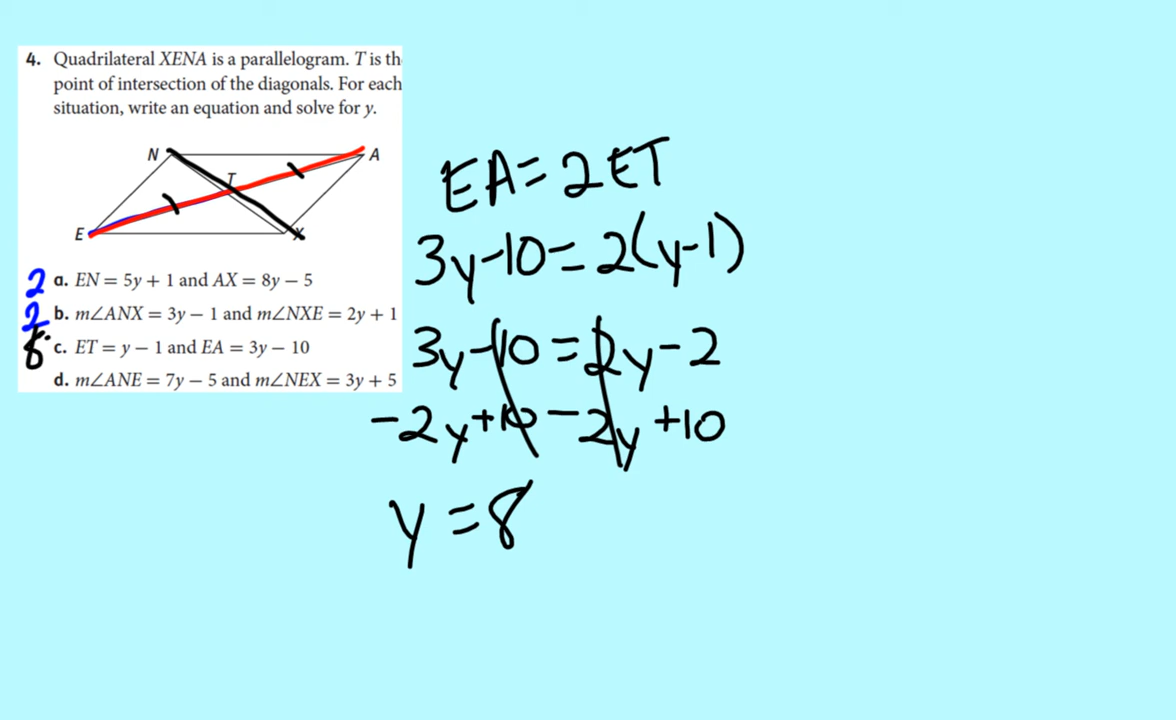 4. Quadrilateral XENA is a parallelogram. T is th
point of intersection of the diagonals. For each
situation, write an equation and solve for y.
N
A
T
E
X
2 a. EN = 5y + 1 and AX = 8y − 5
2 b. m∠ANX = 3y − 1 and m∠NXE = 2y + 1
8 c. ET = y − 1 and EA = 3y − 10
d. m∠ANE = 7y − 5 and m∠NEX = 3y + 5
EA = 2ET
3y-10 = 2(y-1)
3y-10 = 2y-2
-2y+10 -2y +10
y = 8